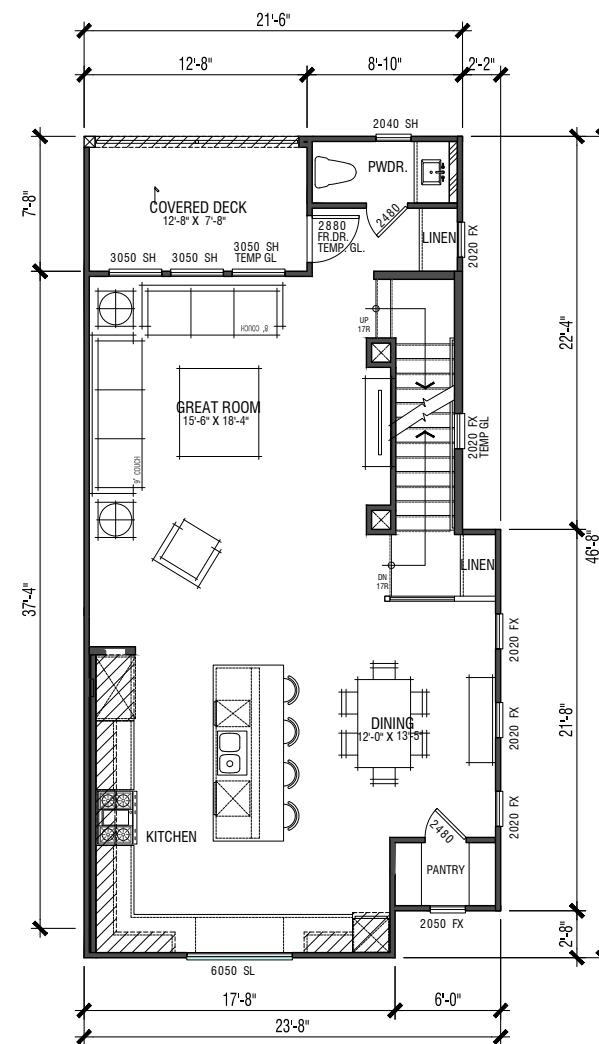 21'-6"
12'-8"
8'-10"
2'-2"
2040 SH
PWDR.
7'-8"
COVERED DECK
12'-8" X 7'-8"
2480
2880
FR.DR.
TEMP. GL.
LINEN
2020 FX
3050 SH
3050 SH
3050 SH
TEMP GL
8' COUCH
UP
17R
22'-4"
GREAT ROOM
15'-6" X 18'-4"
2020 FX
TEMP GL
9' COUCH
46'-8"
37'-4"
DN
17R
LINEN
2020 FX
DINING
12'-0" X 13'-5"
2020 FX
21'-8"
2020 FX
KITCHEN
2480
PANTRY
2050 FX
2'-8"
6050 SL
17'-8"
6'-0"
23'-8"